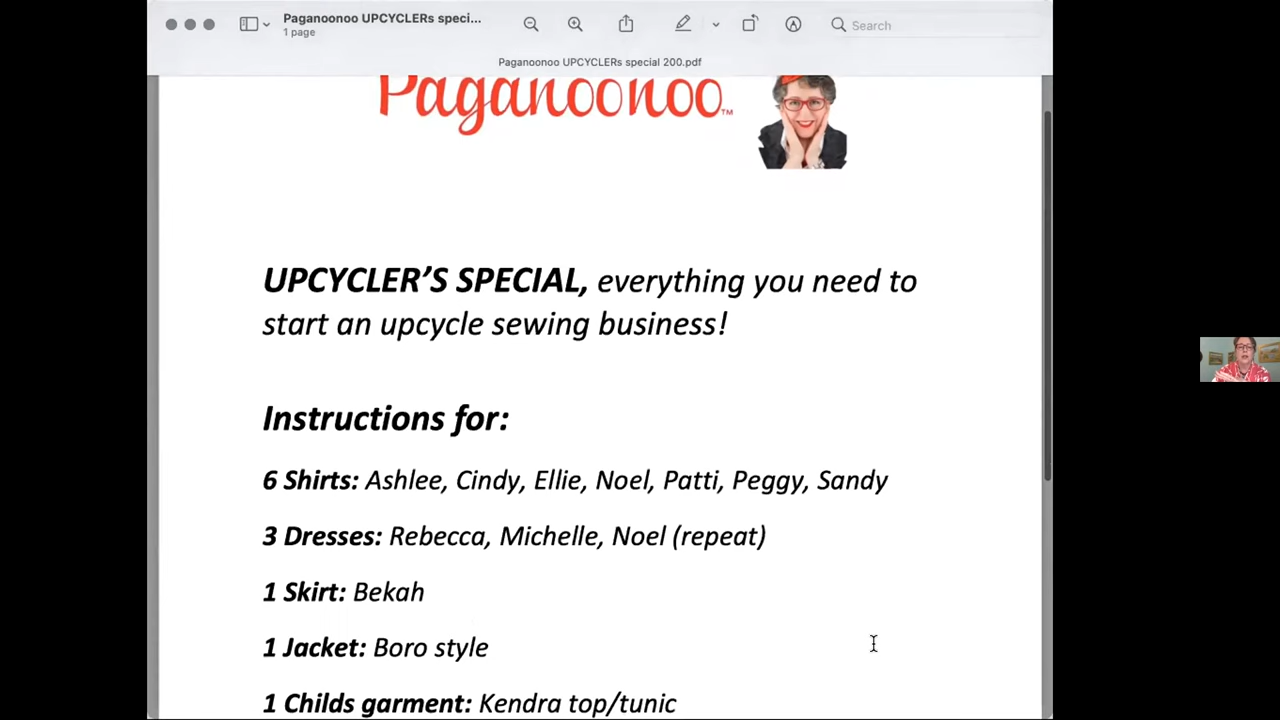 Paganoonoo UPCYCLERs speci...
1 page
Search
Paganoonoo UPCYCLERs special 200.pdf
Paganoonoo™
UPCYCLER’S SPECIAL, everything you need to
start an upcycle sewing business!
Instructions for:
6 Shirts: Ashlee, Cindy, Ellie, Noel, Patti, Peggy, Sandy
3 Dresses: Rebecca, Michelle, Noel (repeat)
1 Skirt: Bekah
1 Jacket: Boro style
1 Childs garment: Kendra top/tunic